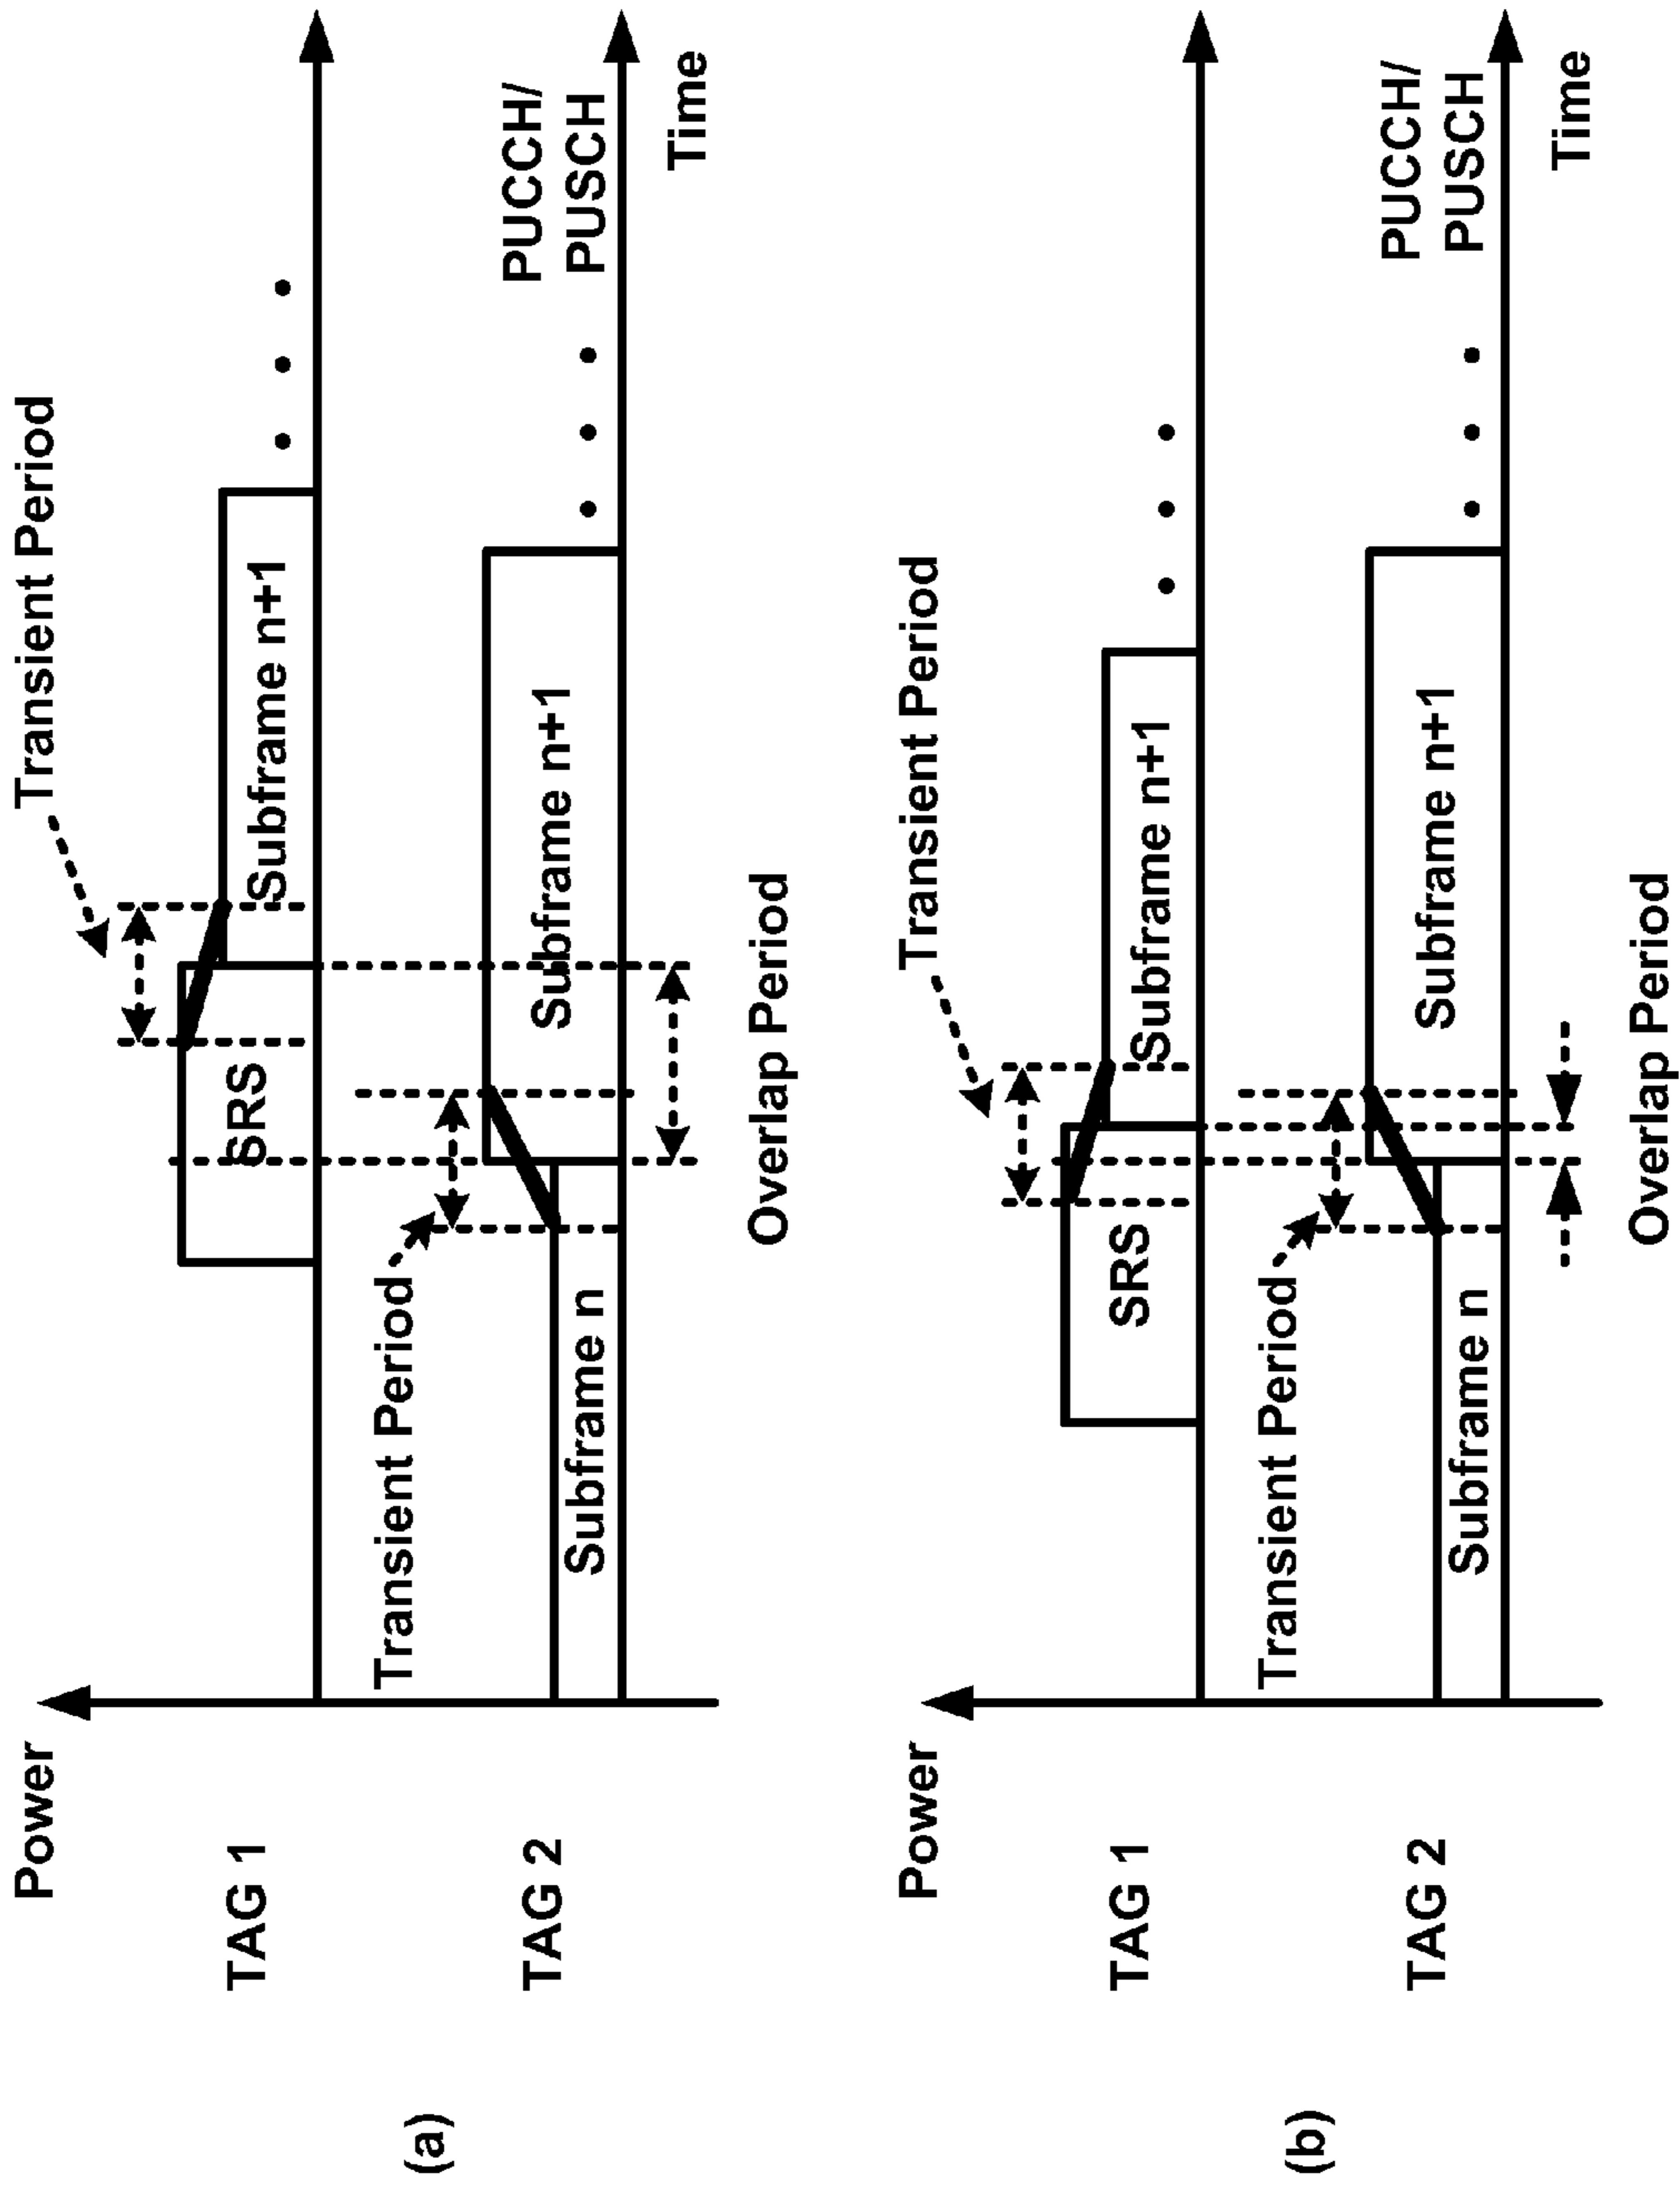 (a)
Power
Transient Period
TAG 1
SRS
Subframe n+1
Transient Period
PUCCH/
PUSCH
TAG 2
Subframe n
Subframe n+1
Time
Overlap Period
(b)
Power
Transient Period
TAG 1
SRS
Subframe n+1
Transient Period
PUCCH/
PUSCH
TAG 2
Subframe n
Subframe n+1
Time
Overlap Period